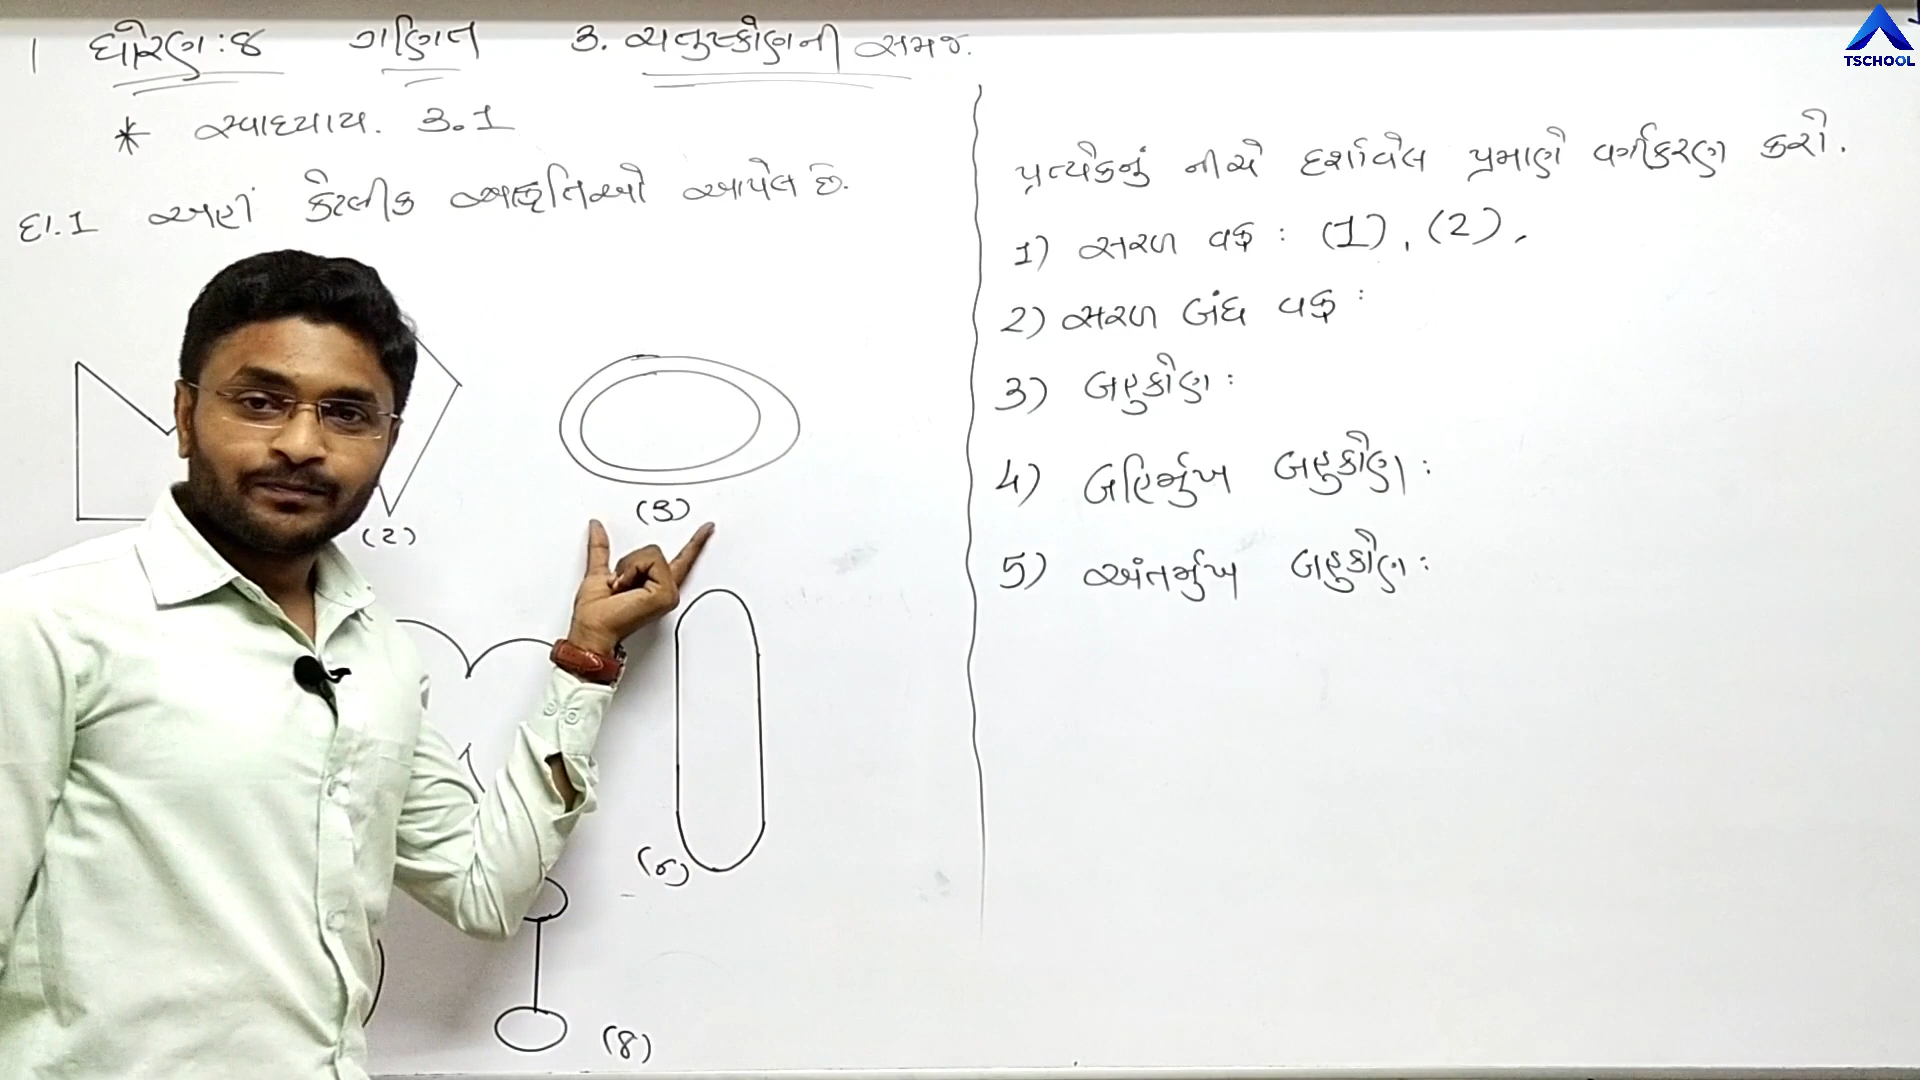 ધોરણ : ૪ ગણિત 3. ચતુષ્કોણની સમજ.
* સ્વાધ્યાય. 3.1
દા.1 અહીં કેટલીક આકૃતિઓ આપેલ છે.
(2)
(3)
(8)
પ્રત્યેકનું નીચે દર્શાવેલ પ્રમાણે વર્ગીકરણ કરો.
1) સરળ વક્ર : (1), (2),
2) સરળ બંધ વક્ર :
3) બહુકોણ :
4) બહિર્મુખ બહુકોણ :
5) અંતર્મુખ બહુકોણ :
TSCHOOL